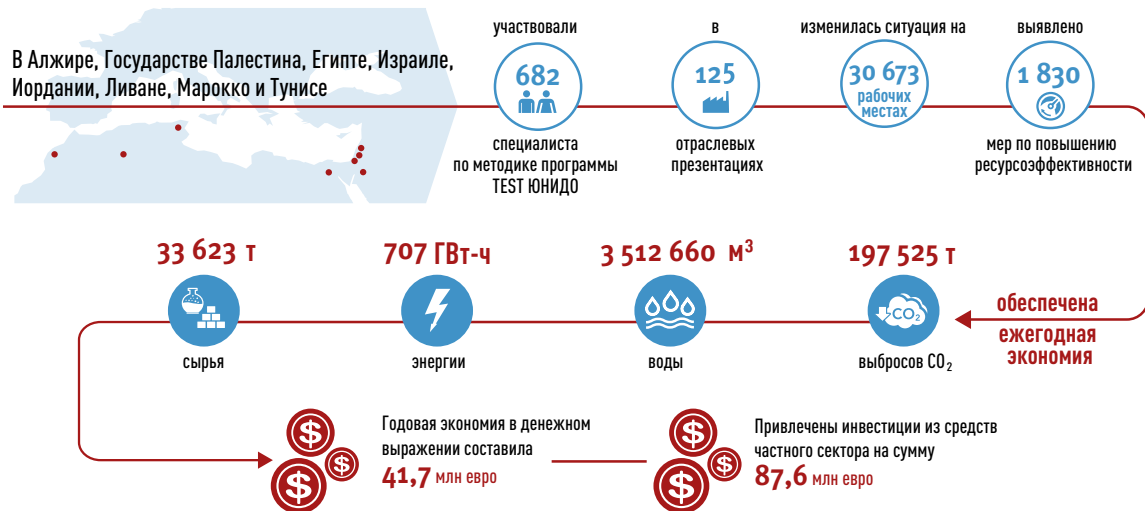 В Алжире, Государстве Палестина, Египте, Израиле,
Иордании, Ливане, Марокко и Тунисе
участвовали
682
специалиста
по методике программы
TEST ЮНИДО
в
125
отраслевых
презентациях
изменилась ситуация на
30 673
рабочих
местах
выявлено
1 830
мер по повышению
ресурсоэффективности
обеспечена
ежегодная
экономия
197 525 т
CO₂
выбросов CO₂
3 512 660 м³
воды
707 ГВт-ч
энергии
33 623 т
сырья
$
$
$
Годовая экономия в денежном
выражении составила
41,7 млн евро
$
$
$
Привлечены инвестиции из средств
частного сектора на сумму
87,6 млн евро